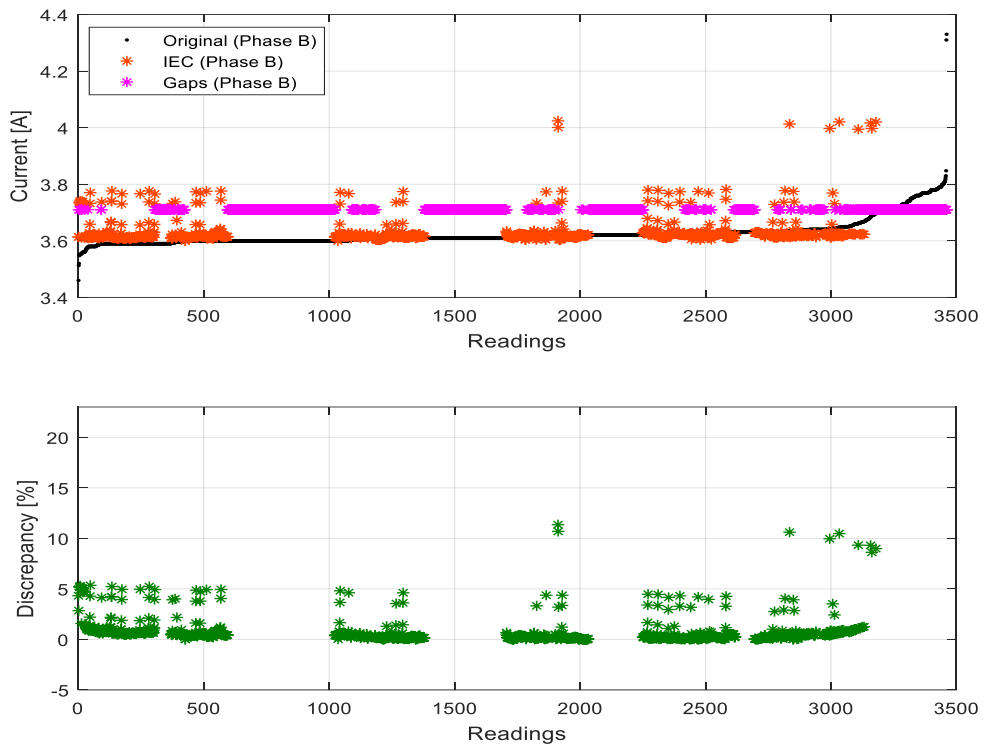 4.4
4.2
4
3.8
3.6
3.4
Current [A]
Original (Phase B)
IEC (Phase B)
Gaps (Phase B)
0 500 1000 1500 2000 2500 3000 3500
Readings
20
15
10
5
0
-5
Discrepancy [%]
0 500 1000 1500 2000 2500 3000 3500
Readings